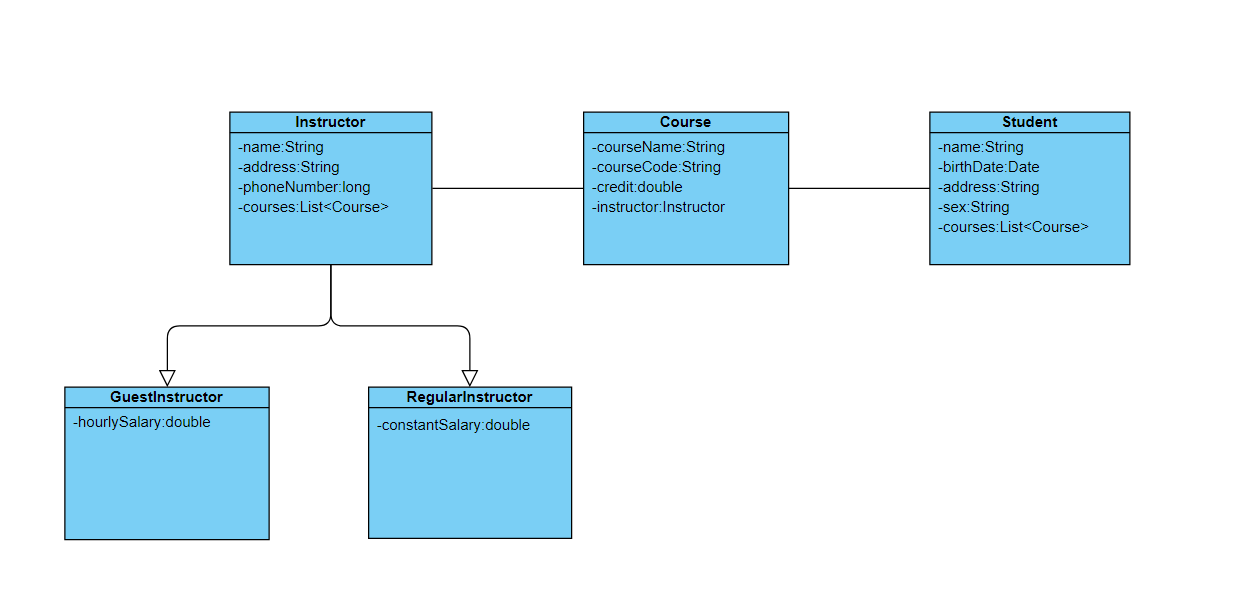 Instructor
-name:String
-address:String
-phoneNumber:long
-courses:List<Course>
Course
-courseName:String
-courseCode:String
-credit:double
-instructor:Instructor
Student
-name:String
-birthDate:Date
-address:String
-sex:String
-courses:List<Course>
GuestInstructor
-hourlySalary:double
RegularInstructor
-constantSalary:double